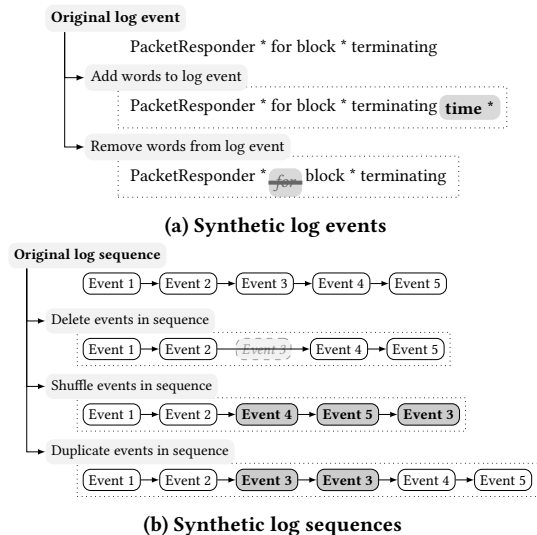 Original log event
PacketResponder * for block * terminating
Add words to log event
PacketResponder * for block * terminating time *
Remove words from log event
PacketResponder * for block * terminating
(a) Synthetic log events
Original log sequence
Event 1 Event 2 Event 3 Event 4 Event 5
Delete events in sequence
Event 1 Event 2 Event 3 Event 4 Event 5
Shuffle events in sequence
Event 1 Event 2 Event 4 Event 5 Event 3
Duplicate events in sequence
Event 1 Event 2 Event 3 Event 3 Event 4 Event 5
(b) Synthetic log sequences